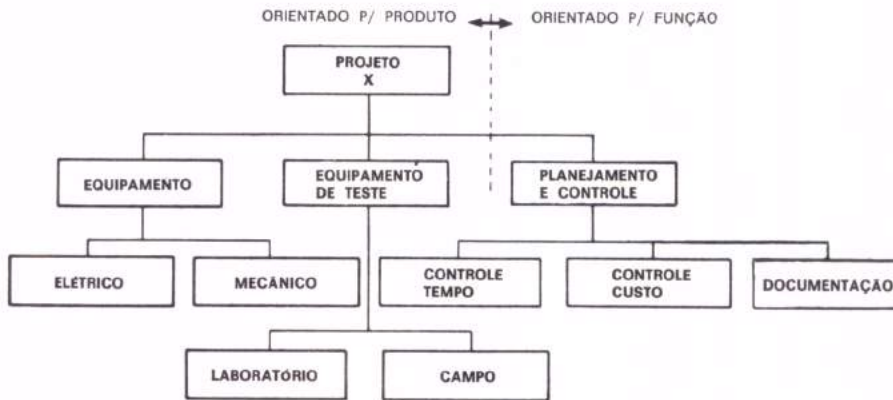 ORIENTADO P/ PRODUTO
ORIENTADO P/ FUNÇÃO
PROJETO
X
EQUIPAMENTO
EQUIPAMENTO
DE TESTE
PLANEJAMENTO
E CONTROLE
ELÉTRICO
MECÂNICO
CONTROLE
TEMPO
CONTROLE
CUSTO
DOCUMENTAÇÃO
LABORATÓRIO
CAMPO